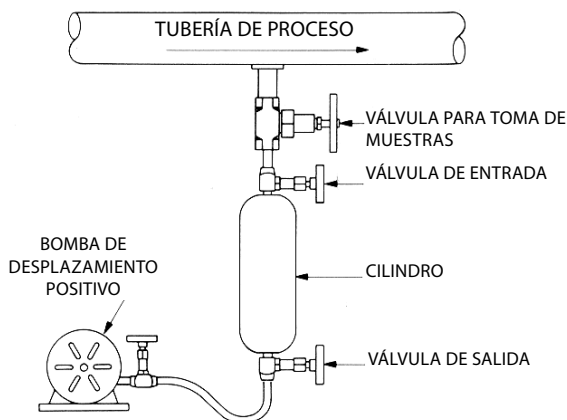 TUBERÍA DE PROCESO
VÁLVULA PARA TOMA DE
MUESTRAS
VÁLVULA DE ENTRADA
BOMBA DE
DESPLAZAMIENTO
POSITIVO
CILINDRO
VÁLVULA DE SALIDA